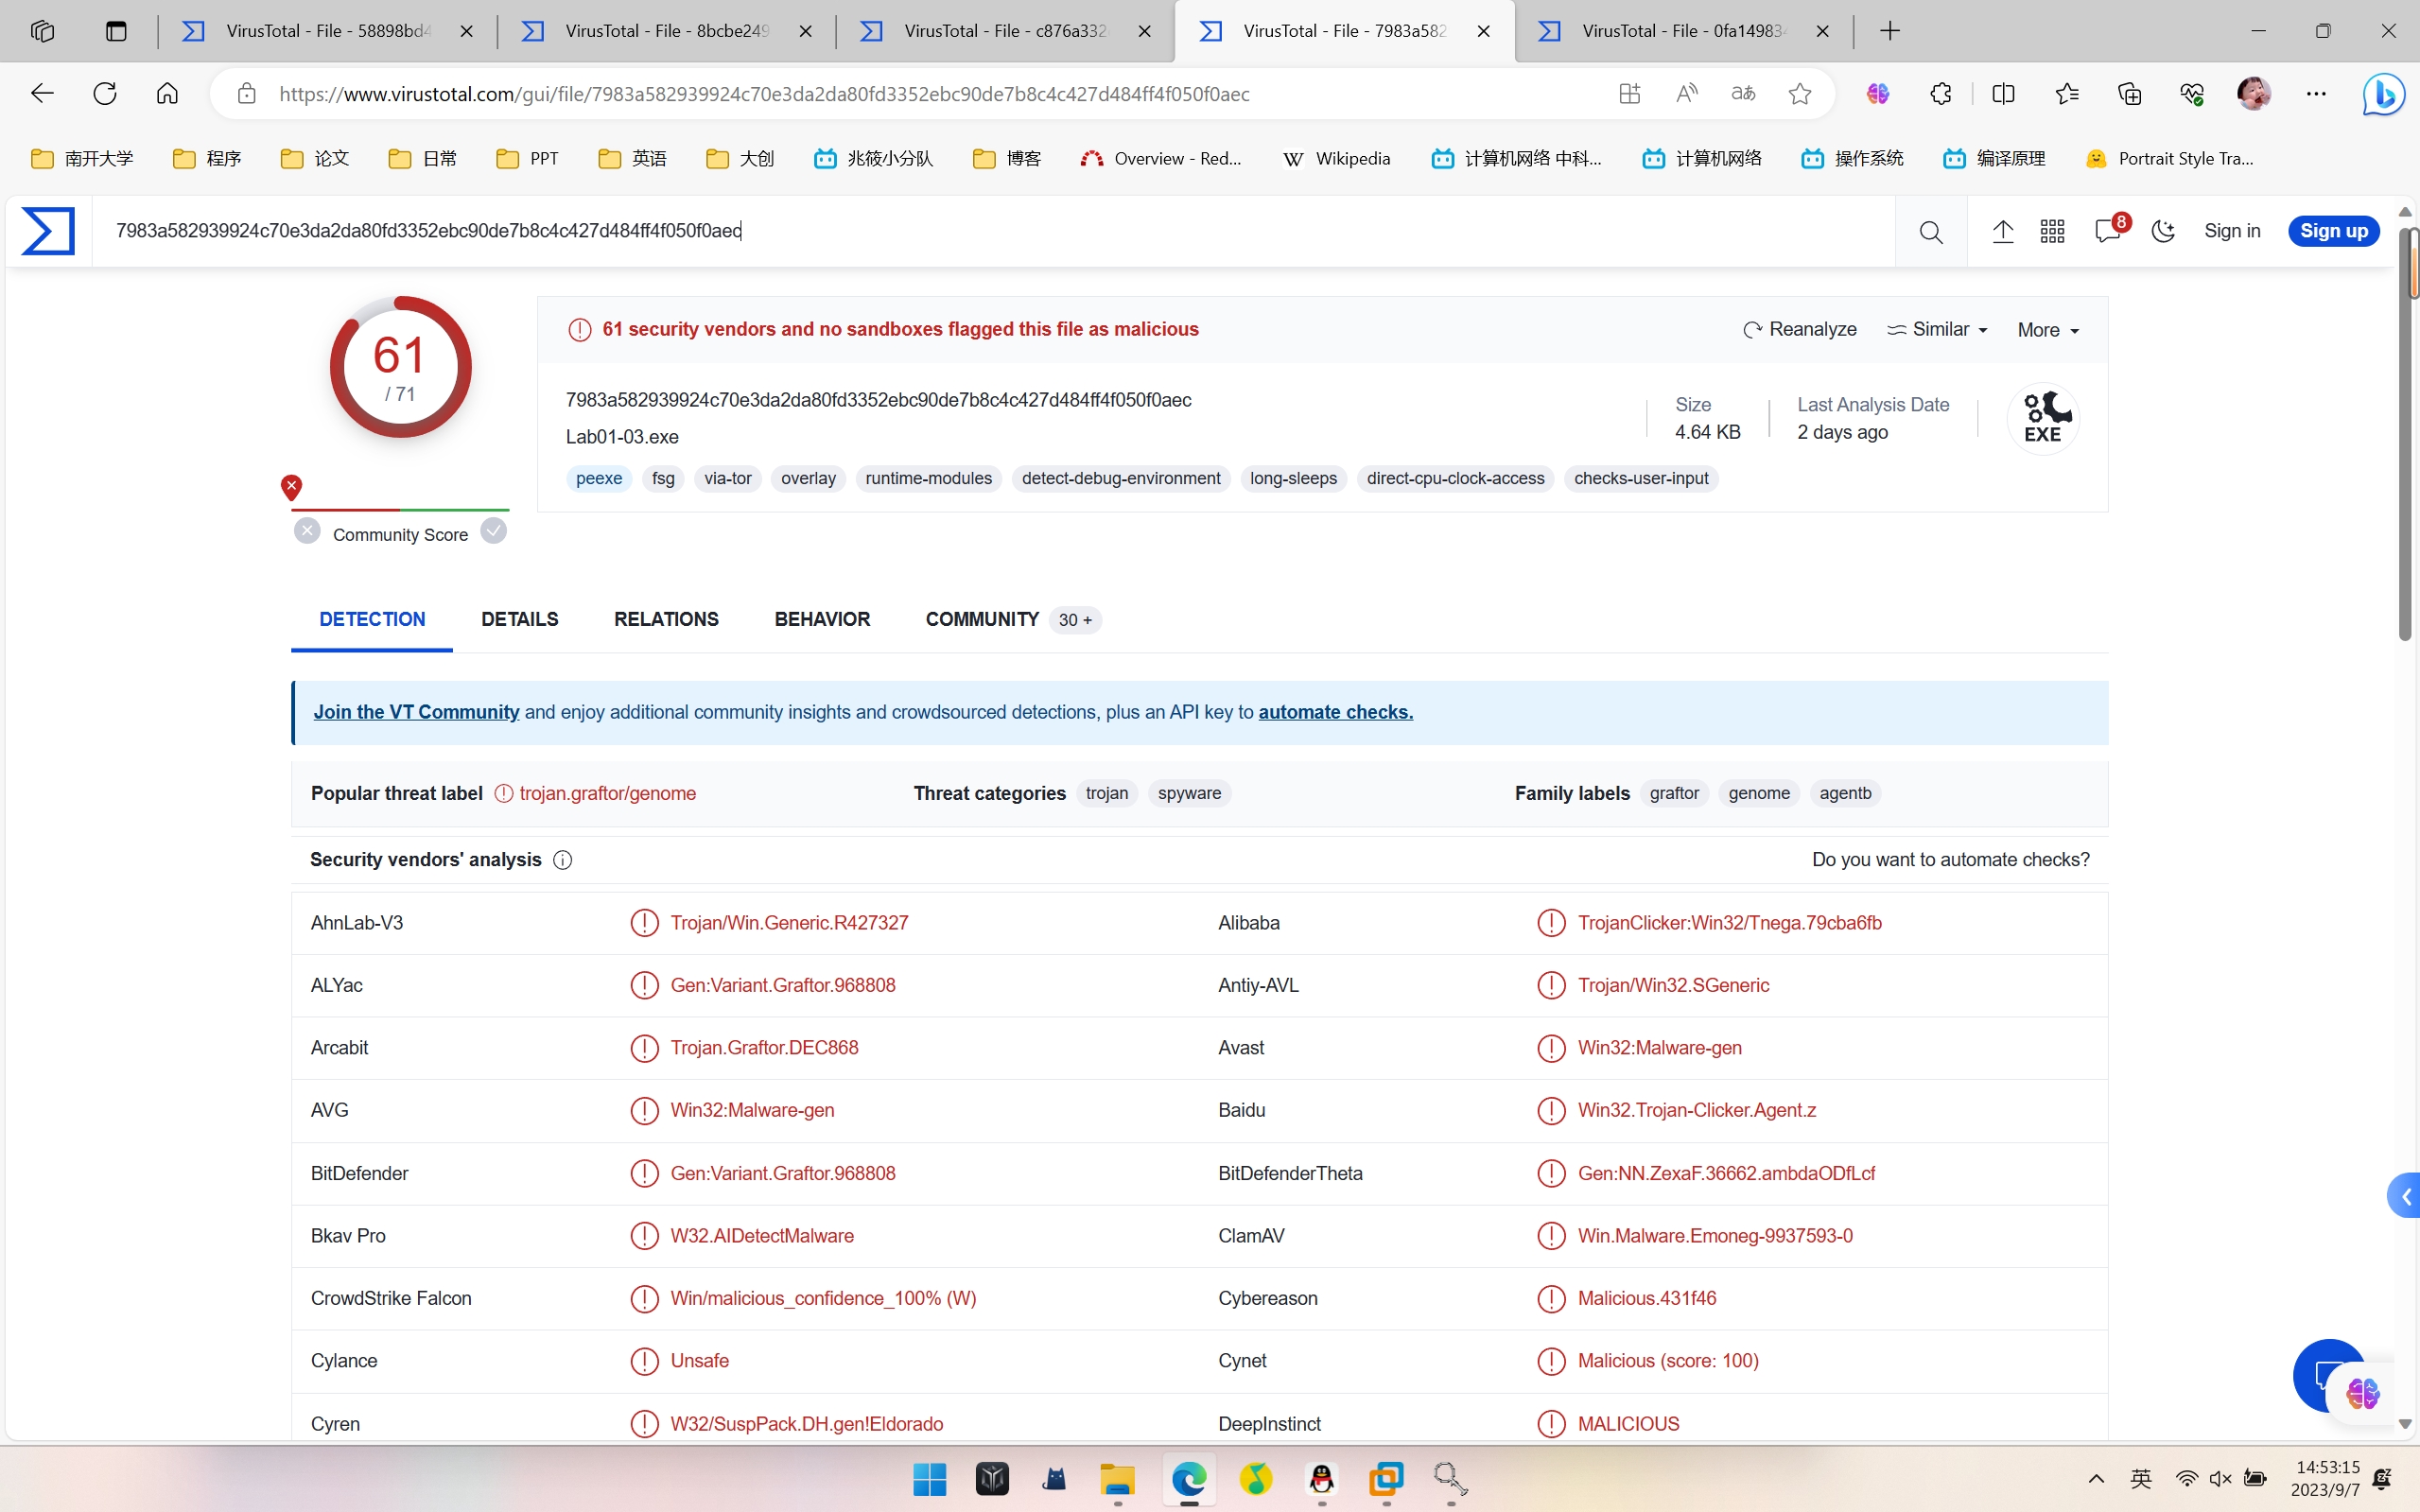 VirusTotal - File - 58898bd4
VirusTotal - File - 8bcbe249
VirusTotal - File - c876a332
VirusTotal - File - 7983a582
VirusTotal - File - 0fa14983
https://www.virustotal.com/gui/file/7983a582939924c70e3da2da80fd3352ebc90de7b8c4c427d484ff4f050f0aec
南开大学 程序 论文 日常 PPT 英语 大创 兆筱小分队 博客 Overview - Red... Wikipedia 计算机网络 中科... 计算机网络 操作系统 编译原理 Portrait Style Tra...
7983a582939924c70e3da2da80fd3352ebc90de7b8c4c427d484ff4f050f0aec
8
Sign in
Sign up
61
/ 71
61 security vendors and no sandboxes flagged this file as malicious
Reanalyze Similar More
7983a582939924c70e3da2da80fd3352ebc90de7b8c4c427d484ff4f050f0aec
Lab01-03.exe
Size
4.64 KB
Last Analysis Date
2 days ago
EXE
peexe fsg via-tor overlay runtime-modules detect-debug-environment long-sleeps direct-cpu-clock-access checks-user-input
Community Score
DETECTION DETAILS RELATIONS BEHAVIOR COMMUNITY 30 +
Join the VT Community and enjoy additional community insights and crowdsourced detections, plus an API key to automate checks.
Popular threat label trojan.graftor/genome Threat categories trojan spyware Family labels graftor genome agentb
Security vendors' analysis Do you want to automate checks?
AhnLab-V3 Trojan/Win.Generic.R427327 Alibaba TrojanClicker:Win32/Tnega.79cba6fb
ALYac Gen:Variant.Graftor.968808 Antiy-AVL Trojan/Win32.SGeneric
Arcabit Trojan.Graftor.DEC868 Avast Win32:Malware-gen
AVG Win32:Malware-gen Baidu Win32.Trojan-Clicker.Agent.z
BitDefender Gen:Variant.Graftor.968808 BitDefenderTheta Gen:NN.ZexaF.36662.ambdaODfLcf
Bkav Pro W32.AIDetectMalware ClamAV Win.Malware.Emoneg-9937593-0
CrowdStrike Falcon Win/malicious_confidence_100% (W) Cybereason Malicious.431f46
Cylance Unsafe Cynet Malicious (score: 100)
Cyren W32/SuspPack.DH.gen!Eldorado DeepInstinct MALICIOUS
英
14:53:15
2023/9/7